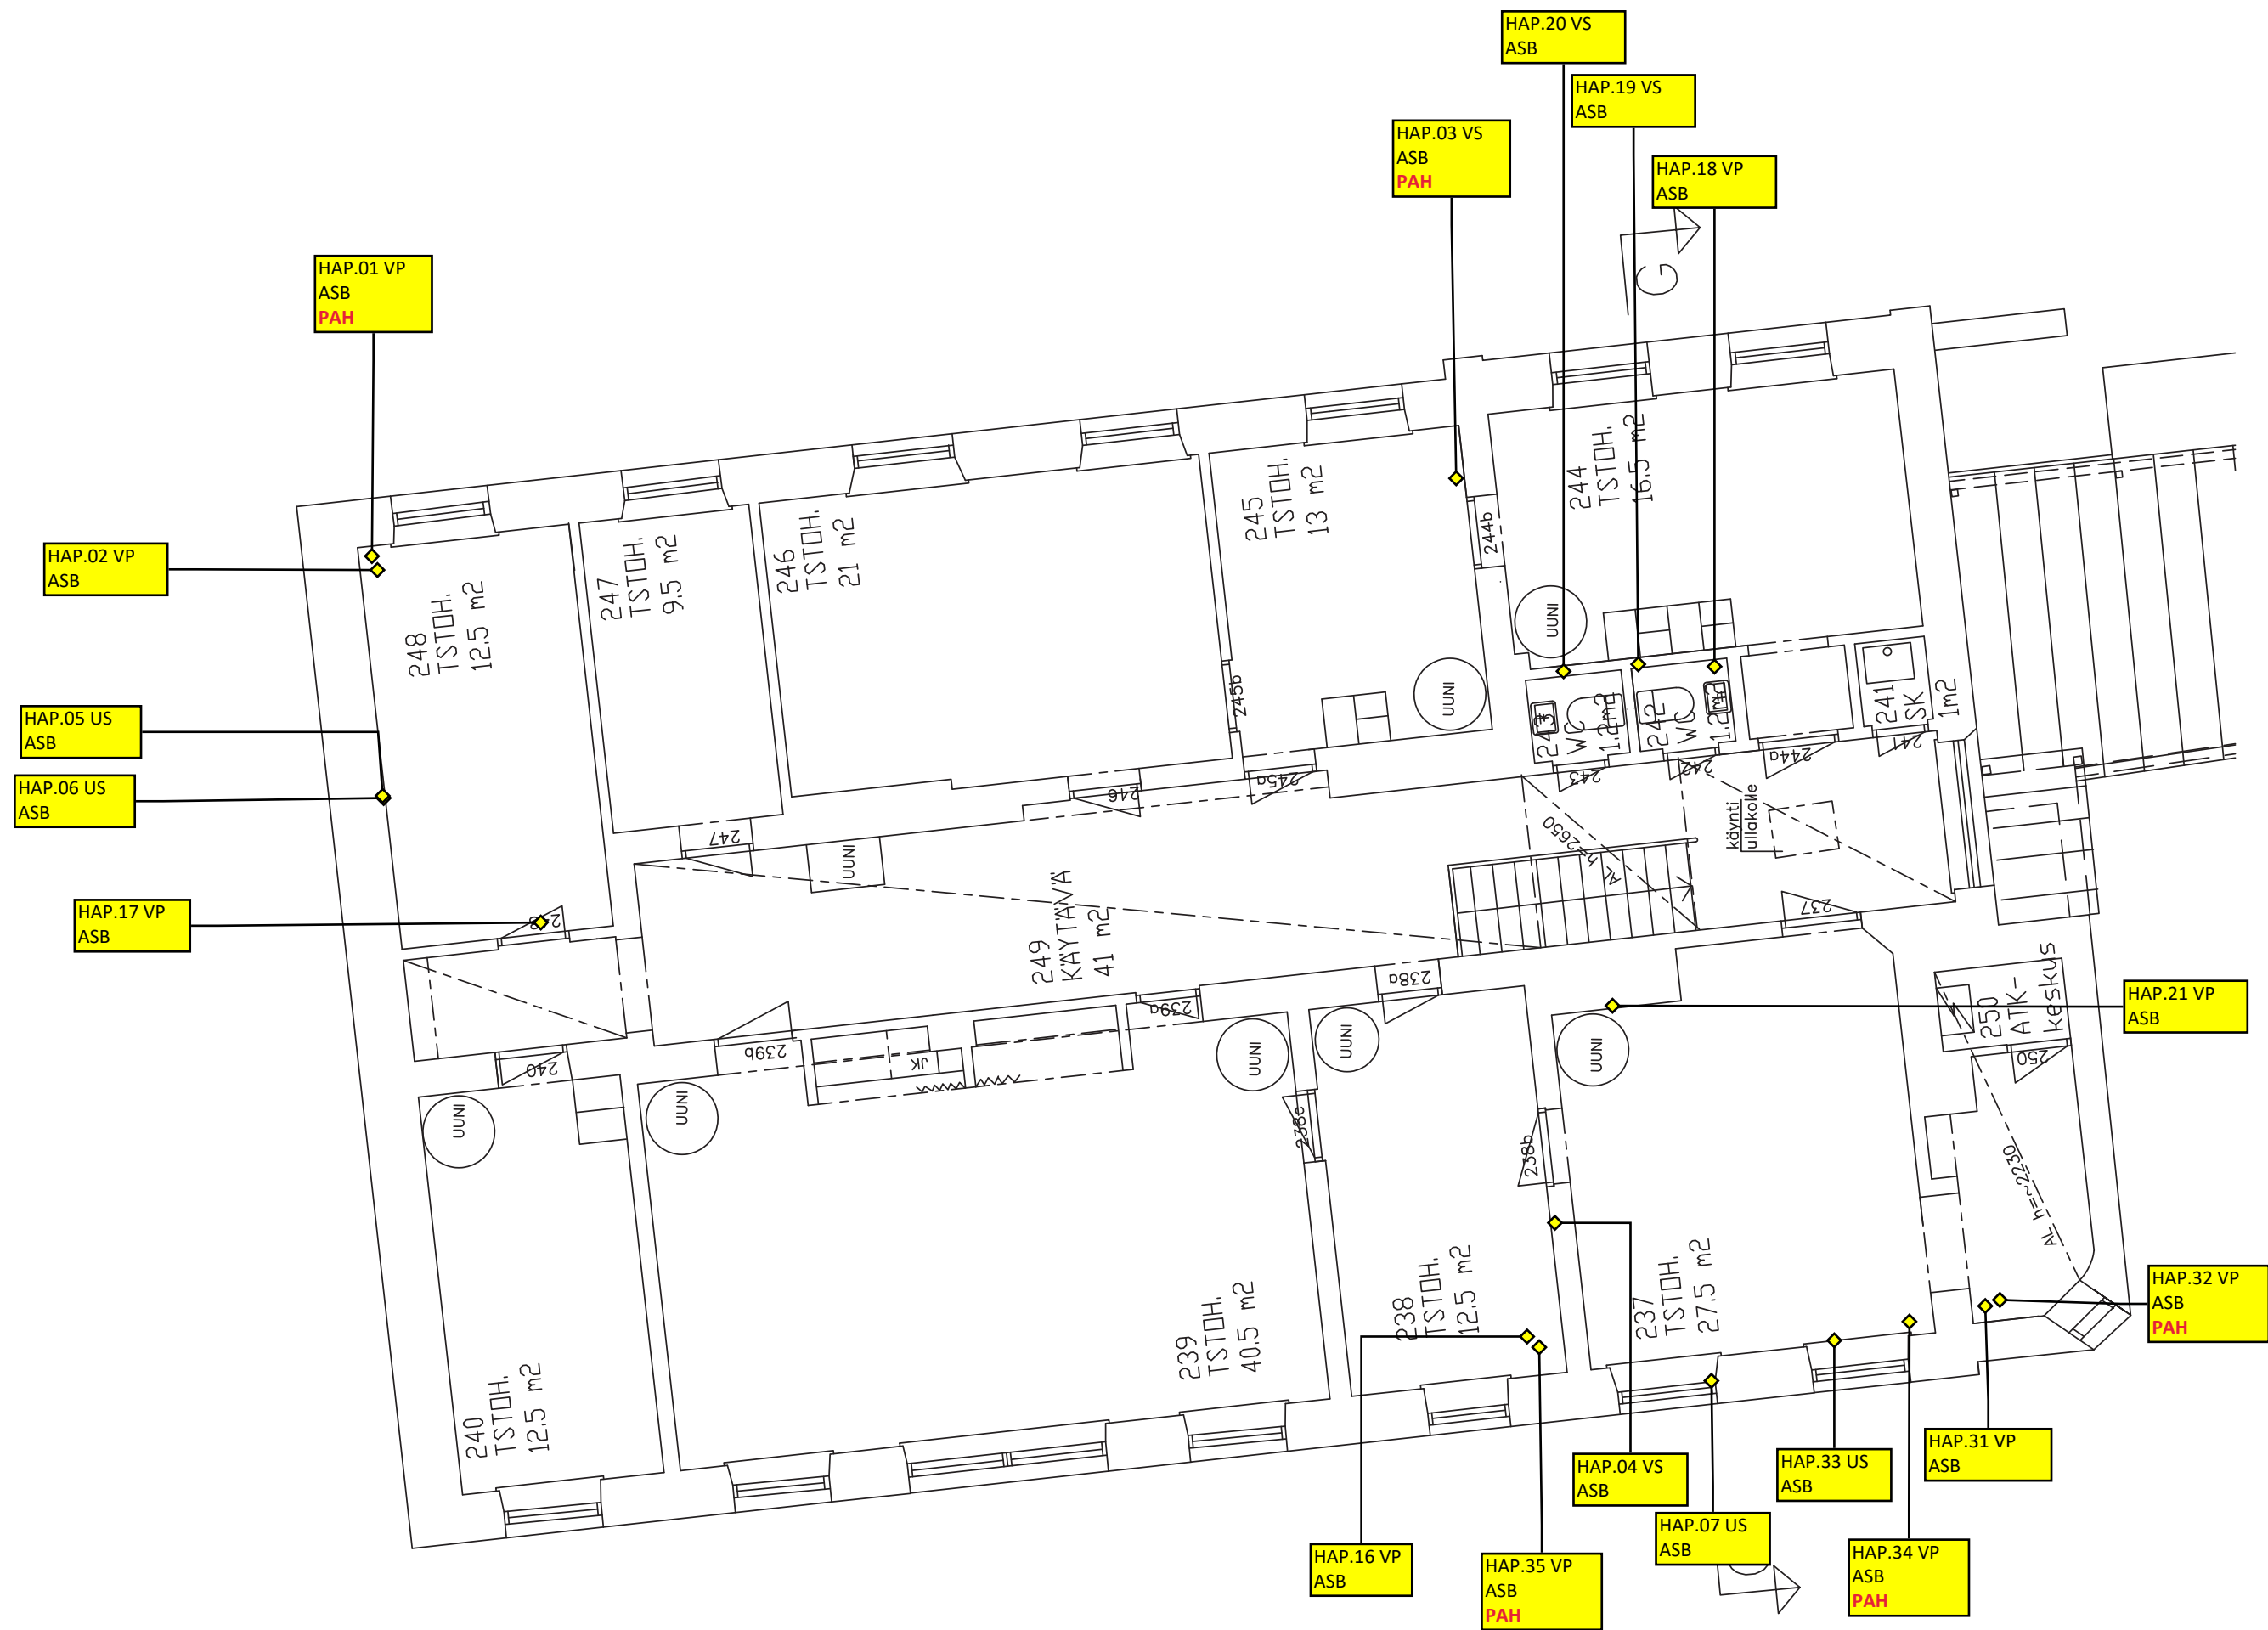 HAP.20 VS
ASB
HAP.19 VS
ASB
HAP.03 VS
ASB
PAH
HAP.18 VP
ASB
G
HAP.01 VP
ASB
PAH
HAP.02 VP
ASB
HAP.05 US
ASB
HAP.06 US
ASB
HAP.17 VP
ASB
248
TSTOH.
12.5 m2
247
TSTOH.
9.5 m2
246
TSTOH.
21 m2
245
TSTOH.
13 m2
244
TSTOH.
16.5 m2
244b
245b
UUNI
UUNI
243
WC
1.2m2
242
WC
241
SK
1m2
247
246
245a
243
242
244a
241
UUNI
käynti
ullakolle
AL
h=2650
249
KÄYTÄVÄ
41 m2
237
238a
239a
239b
240
JK
UUNI
UUNI
UUNI
UUNI
UUNI
238c
238b
250
ATK-
keskus
250
AL h=~2230
HAP.21 VP
ASB
240
TSTOH.
12.5 m2
239
TSTOH.
40.5 m2
238
TSTOH.
12.5 m2
237
TSTOH.
27.5 m2
HAP.32 VP
ASB
PAH
HAP.31 VP
ASB
HAP.33 US
ASB
HAP.04 VS
ASB
HAP.07 US
ASB
HAP.16 VP
ASB
HAP.35 VP
ASB
PAH
HAP.34 VP
ASB
PAH